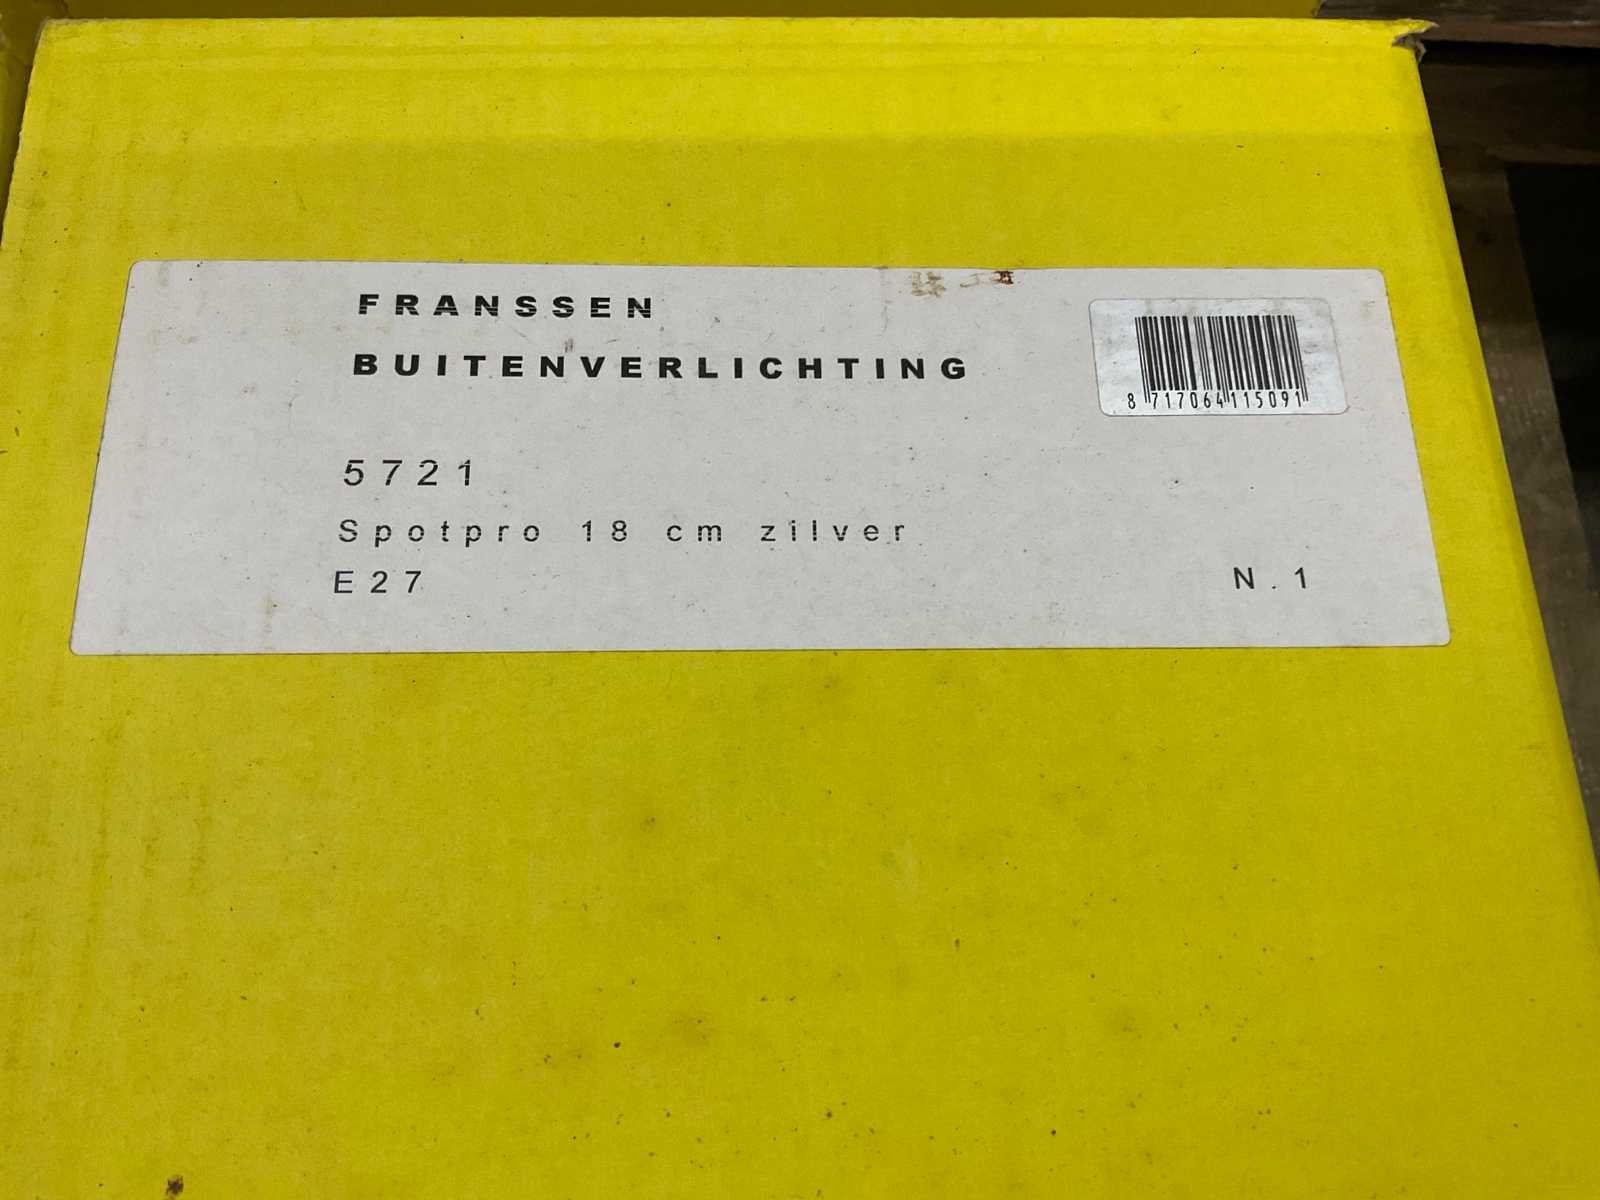 FRANSSEN
BUITENVERLICHTING
8 717064 115091
5721
Spotpro 18 cm zilver
E27
N.1